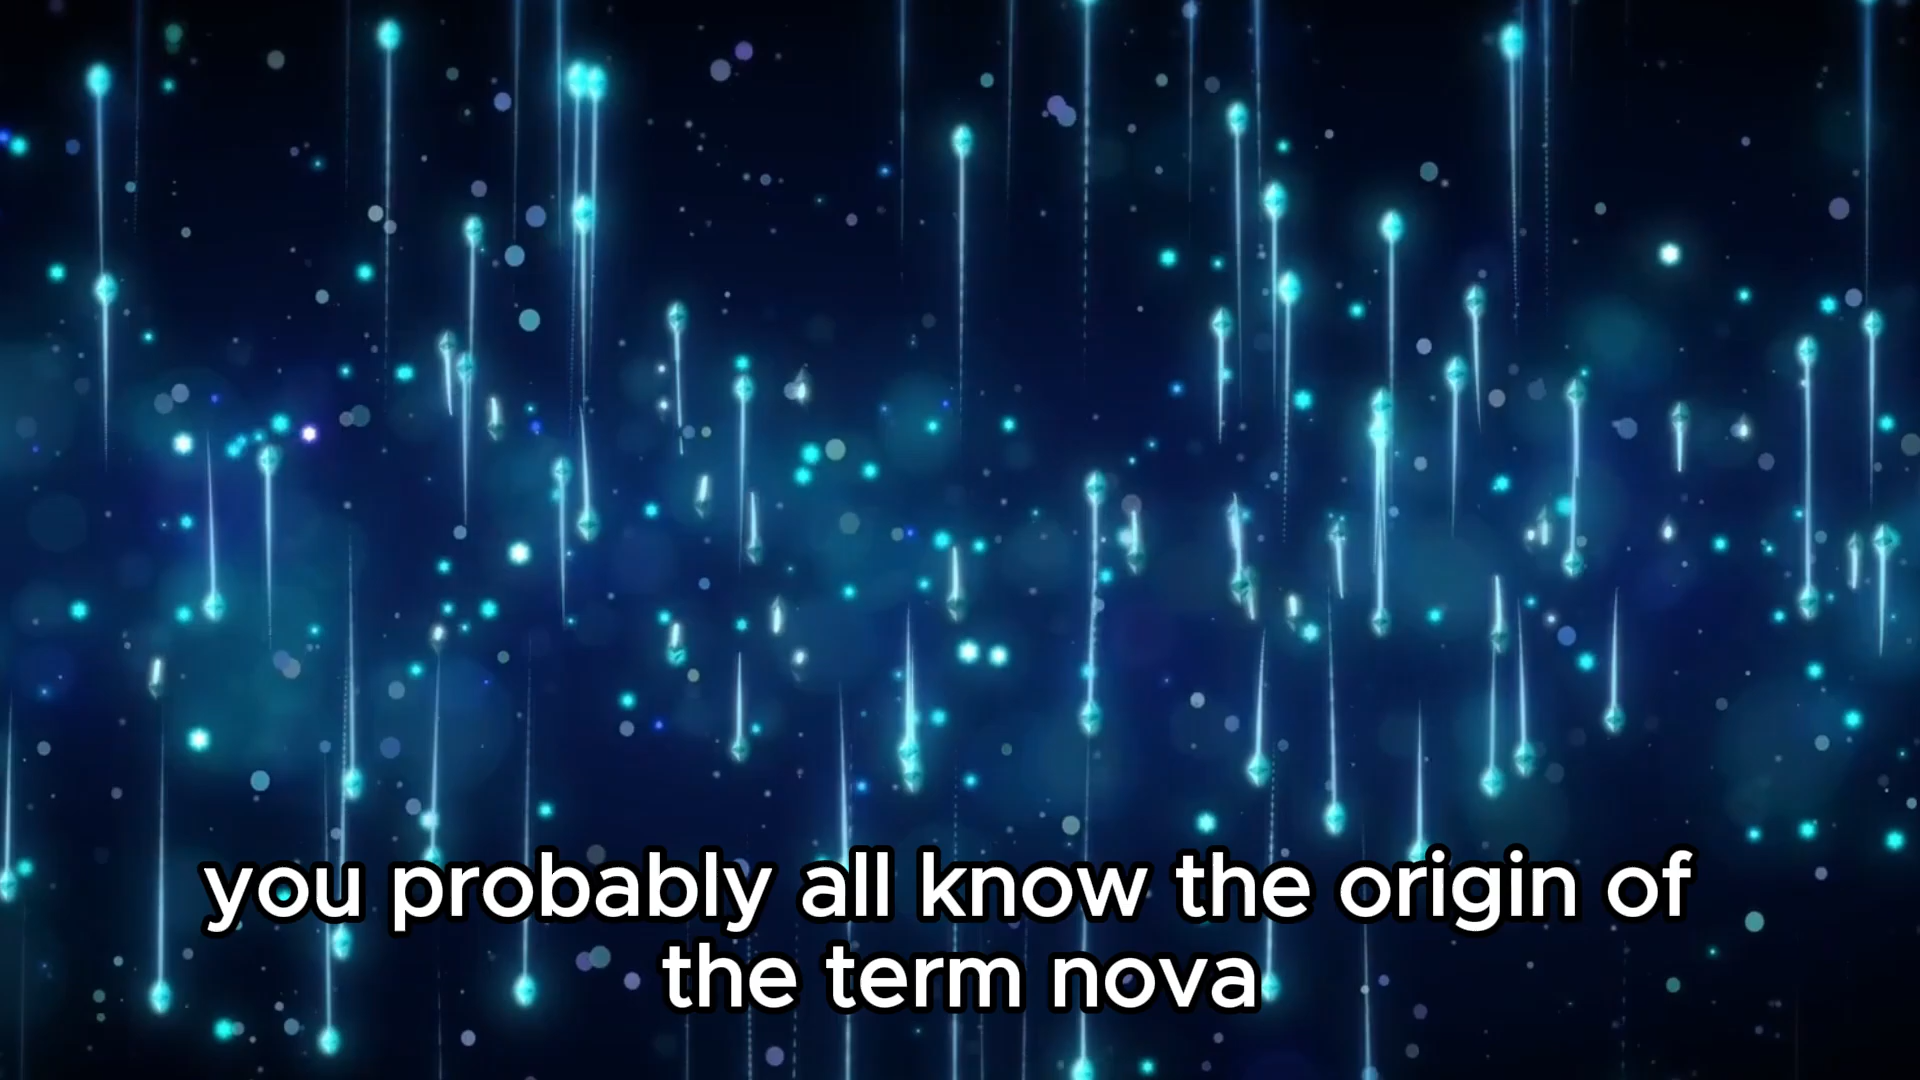 you probably all know the origin of
the term nova